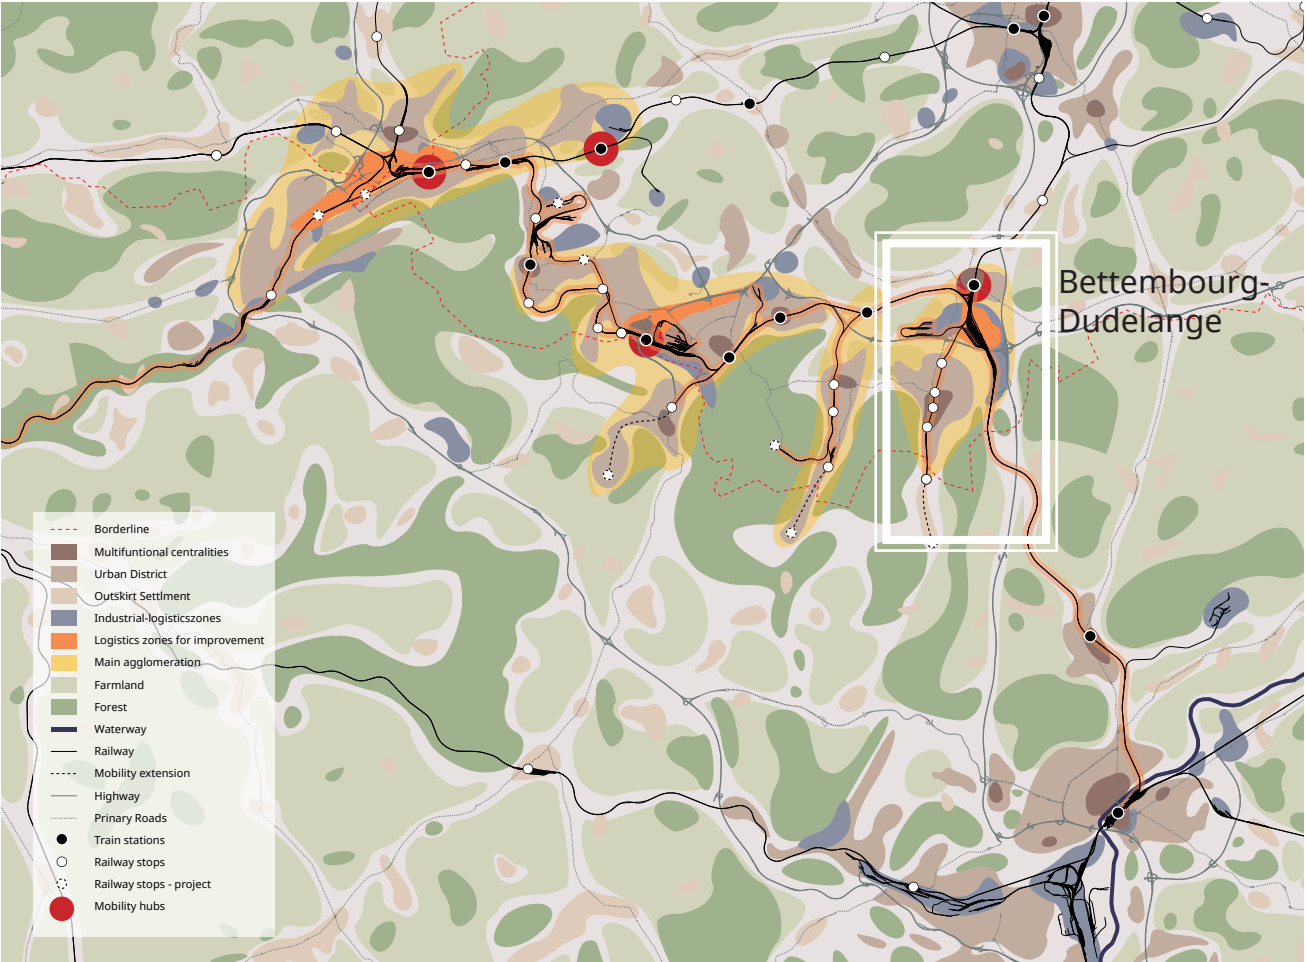 Bettembourg-
Dudelange
Borderline
Multifuntional centralities
Urban District
Outskirt Settlment
Industrial-logisticszones
Logistics zones for improvement
Main agglomeration
Farmland
Forest
Waterway
Railway
Mobility extension
Highway
Prinary Roads
Train stations
Railway stops
Railway stops - project
Mobility hubs